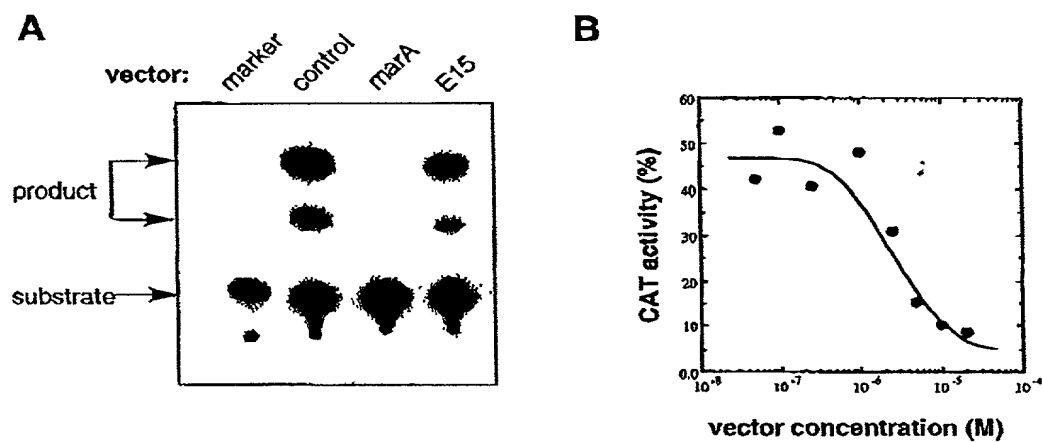 A
vector:
marker
control
marA
E15
product
substrate
B
CAT activity (%)
60
50
40
30
20
10
0.0
10⁻⁸
10⁻⁷
10⁻⁶
10⁻⁵
10⁻⁴
vector concentration (M)